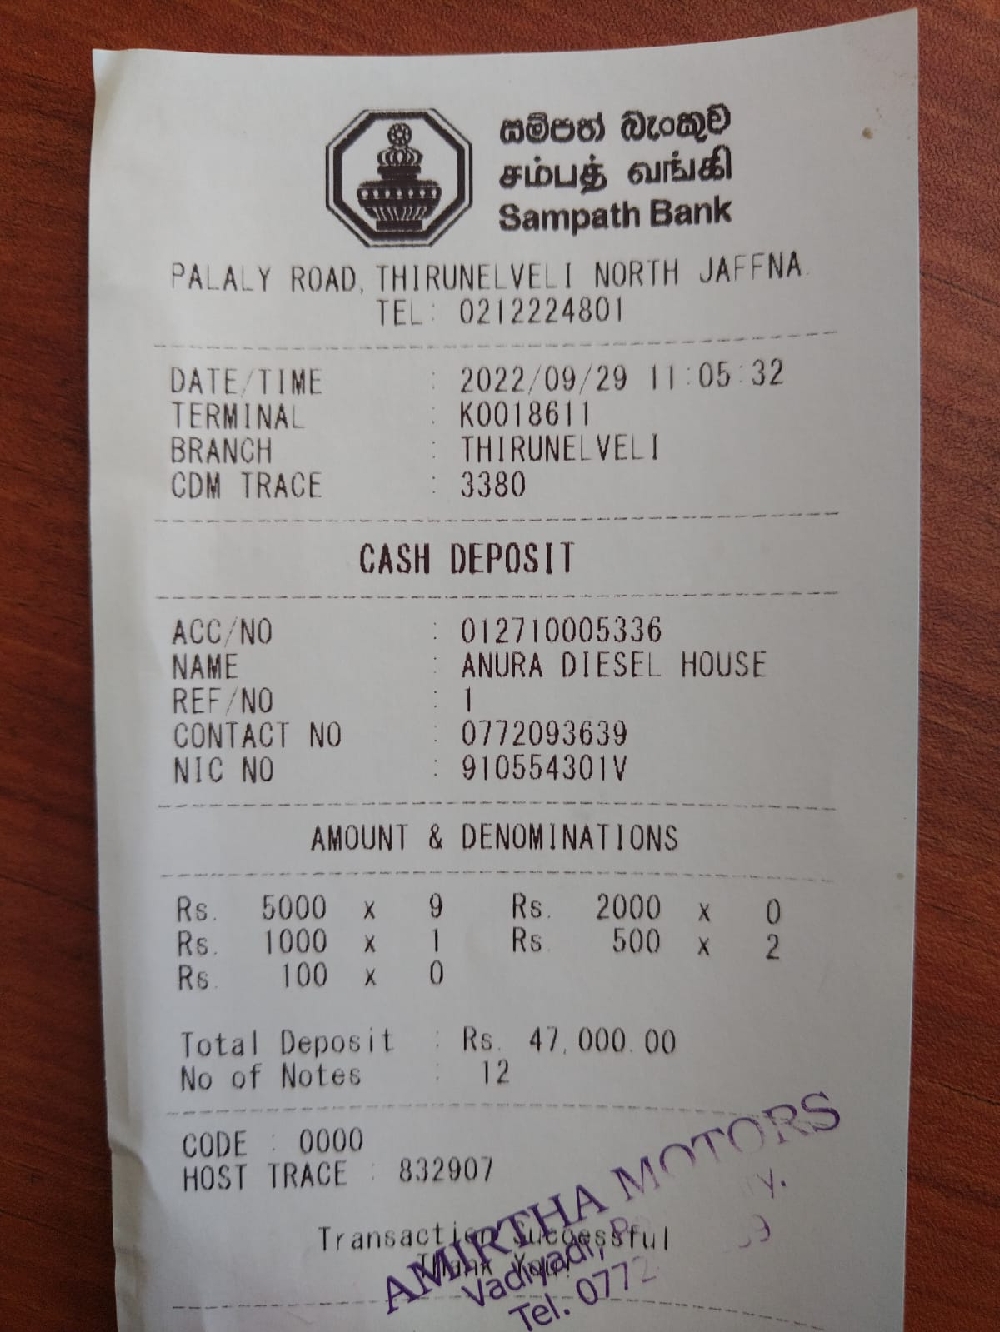 සම්පත් බැංකුව
சம்பத் வங்கி
Sampath Bank
PALALY ROAD, THIRUNELVELI NORTH JAFFNA.
TEL: 0212224801
DATE/TIME : 2022/09/29 11:05:32
TERMINAL : K0018611
BRANCH : THIRUNELVELI
CDM TRACE : 3380
CASH DEPOSIT
ACC/NO : 012710005336
NAME : ANURA DIESEL HOUSE
REF/NO : 1
CONTACT NO : 0772093639
NIC NO : 910554301V
AMOUNT & DENOMINATIONS
Rs. 5000 x 9 Rs. 2000 x 0
Rs. 1000 x 1 Rs. 500 x 2
Rs. 100 x 0
Total Deposit : Rs. 47,000.00
No of Notes : 12
CODE : 0000
HOST TRACE : 832907
Transaction Successful
Thank You
AMIRTHA MOTORS
Vadiyadi,
Tel. 0772